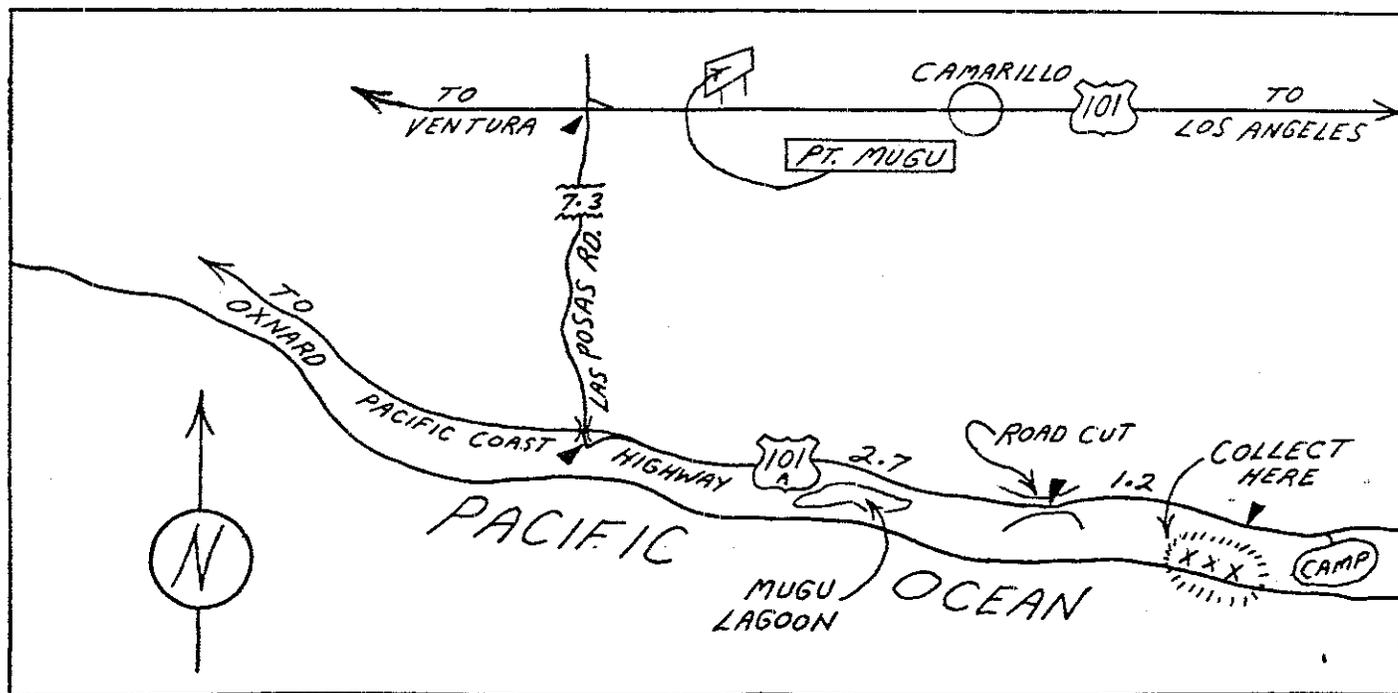 TO
VENTURA
CAMARILLO
101
TO
LOS ANGELES
PT. MUGU
7.3
LAS POSAS RD.
TO
OXNARD
PACIFIC COAST
HIGHWAY
101
A
2.7
ROAD CUT
1.2
COLLECT
HERE
X X X
CAMP
PACIFIC
OCEAN
MUGU
LAGOON
N